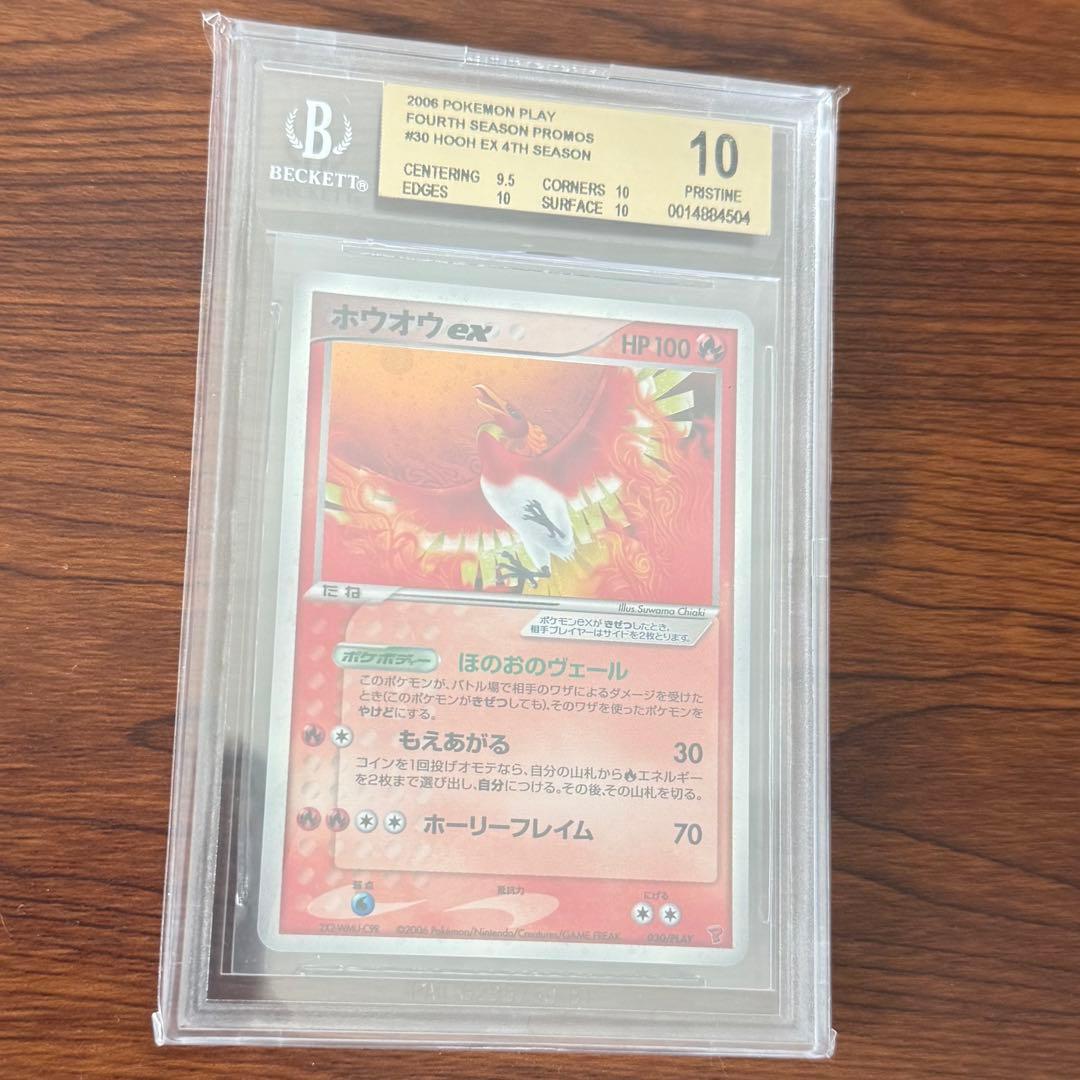 B
BECKETT®
2006 POKEMON PLAY
FOURTH SEASON PROMOS
#30 HOOH EX 4TH SEASON
CENTERING 9.5 CORNERS 10
EDGES 10 SURFACE 10
10
PRISTINE
0014884504
ホウオウex
HP 100
たね
Illus. Suwama Chiaki
ポケモンexがきぜつしたとき、
相手プレイヤーはサイドを2枚とります。
ポケボディー ほのおのヴェール
このポケモンが、バトル場で相手のワザによるダメージを受けた
とき(このポケモンがきぜつしても)、そのワザを使ったポケモンを
やけどにする。
もえあがる 30
コインを1回投げオモテなら、自分の山札からエネルギー
を2枚まで選び出し、自分につける。その後、その山札を切る。
ホーリーフレイム 70
弱点 抵抗力 にげる
2X2-WMU-C9R ©2006 Pokémon/Nintendo/Creatures/GAME FREAK 030/PLAY